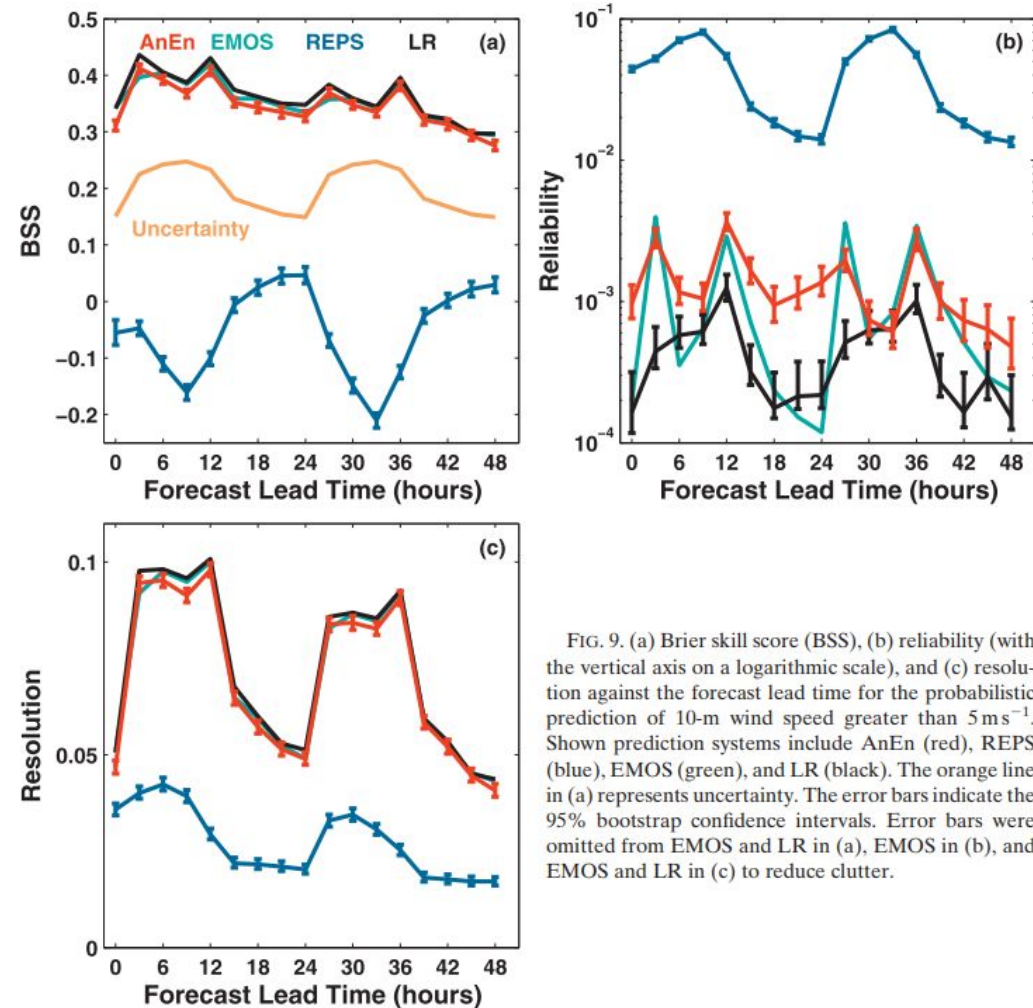 AnEn EMOS REPS LR (a)
0.5
0.4
0.3
0.2
0.1
0
−0.1
−0.2
BSS
Uncertainty
0 6 12 18 24 30 36 42 48
Forecast Lead Time (hours)
(b)
10−1
10−2
10−3
10−4
Reliability
0 6 12 18 24 30 36 42 48
Forecast Lead Time (hours)
(c)
0.1
0.05
0
Resolution
0 6 12 18 24 30 36 42 48
Forecast Lead Time (hours)
FIG. 9. (a) Brier skill score (BSS), (b) reliability (with
the vertical axis on a logarithmic scale), and (c) resolu-
tion against the forecast lead time for the probabilistic
prediction of 10-m wind speed greater than 5 m s−1.
Shown prediction systems include AnEn (red), REPS
(blue), EMOS (green), and LR (black). The orange line
in (a) represents uncertainty. The error bars indicate the
95% bootstrap confidence intervals. Error bars were
omitted from EMOS and LR in (a), EMOS in (b), and
EMOS and LR in (c) to reduce clutter.